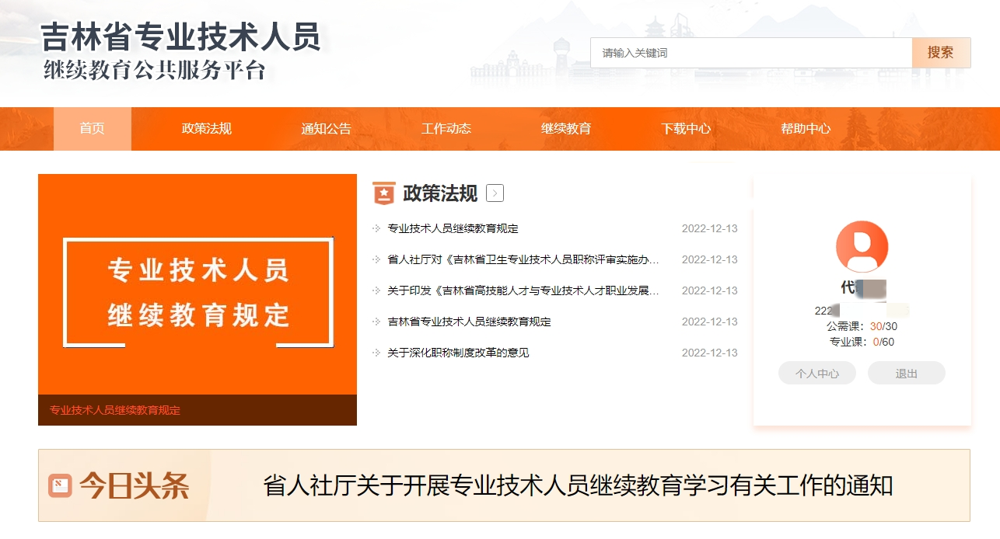 吉林省专业技术人员
继续教育公共服务平台
请输入关键词
搜索
首页 政策法规 通知公告 工作动态 继续教育 下载中心 帮助中心
专业技术人员
继续教育规定
专业技术人员继续教育规定
政策法规
专业技术人员继续教育规定 2022-12-13
省人社厅对《吉林省卫生专业技术人员职称评审实施办... 2022-12-13
关于印发《吉林省高技能人才与专业技术人才职业发展... 2022-12-13
吉林省专业技术人员继续教育规定 2022-12-13
关于深化职称制度改革的意见 2022-12-13
代
222
公需课：30/30
专业课：0/60
个人中心 退出
今日头条
省人社厅关于开展专业技术人员继续教育学习有关工作的通知